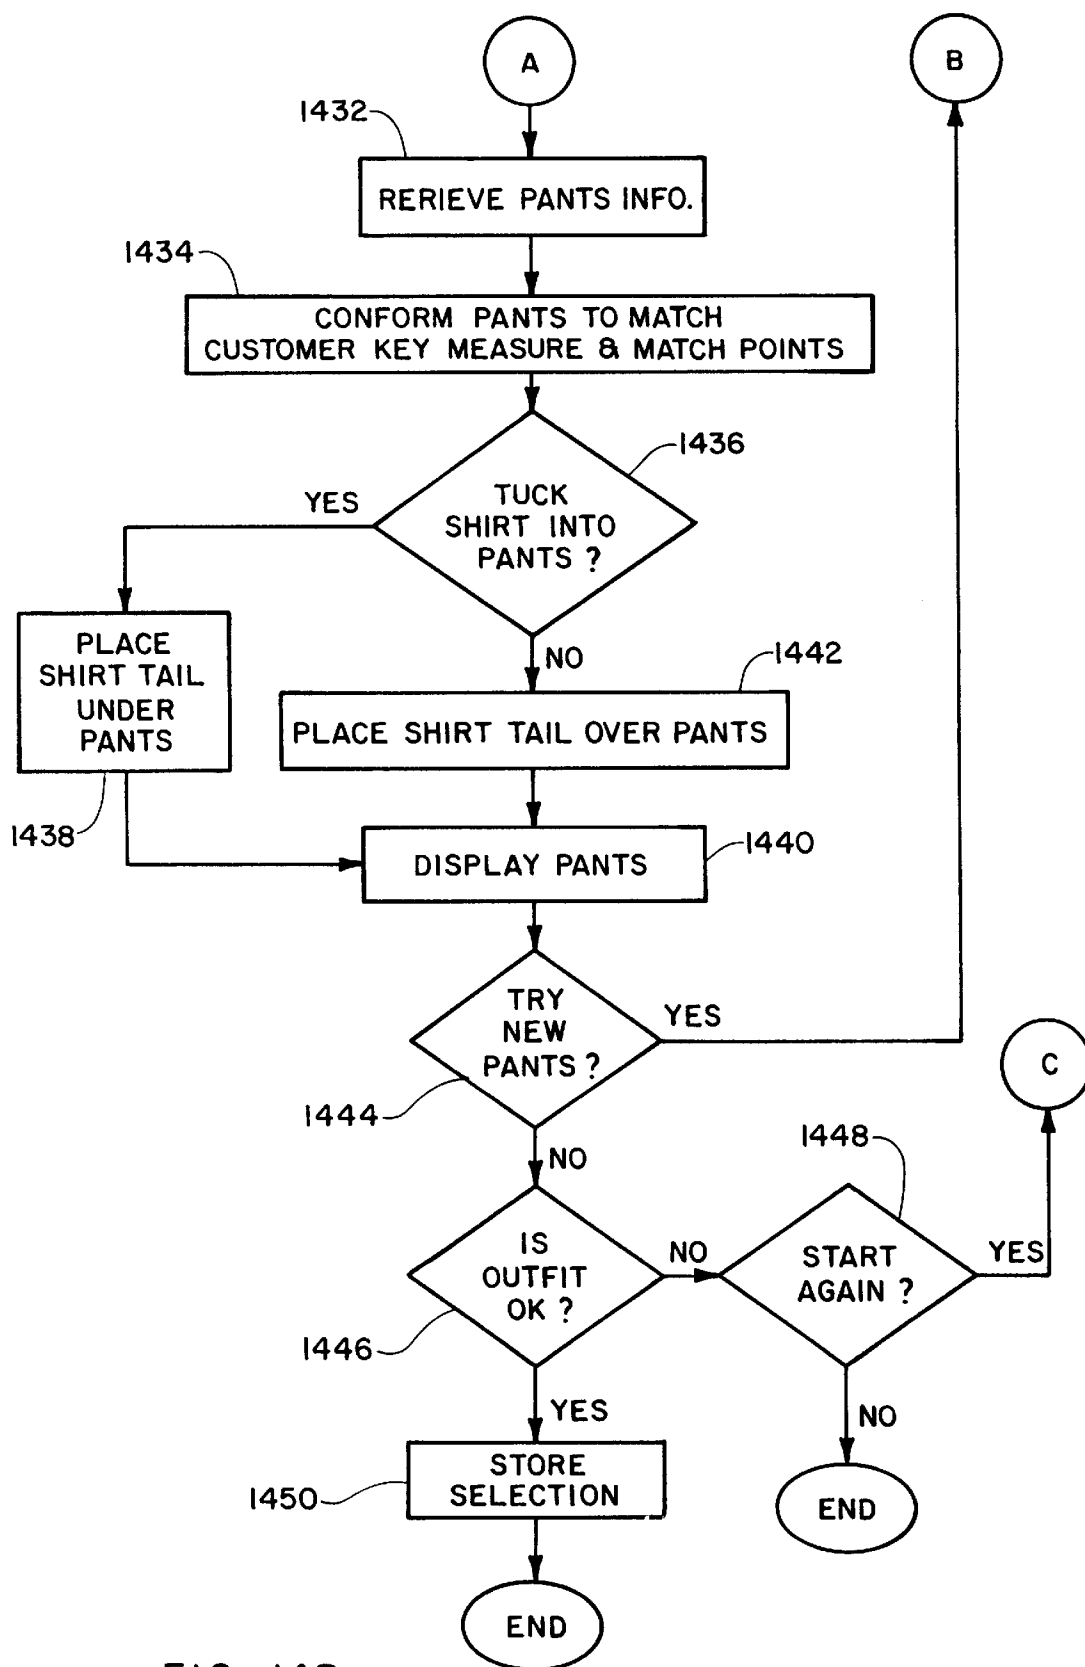 A
B
1432
RERIEVE PANTS INFO.
1434
CONFORM PANTS TO MATCH
CUSTOMER KEY MEASURE & MATCH POINTS
1436
YES
TUCK
SHIRT INTO
PANTS ?
NO
PLACE
SHIRT TAIL
UNDER
PANTS
1442
PLACE SHIRT TAIL OVER PANTS
1438
1440
DISPLAY PANTS
TRY
NEW
PANTS ?
YES
1444
C
NO
1448
IS
OUTFIT
OK ?
NO
START
AGAIN ?
YES
1446
YES
NO
STORE
SELECTION
1450
END
END